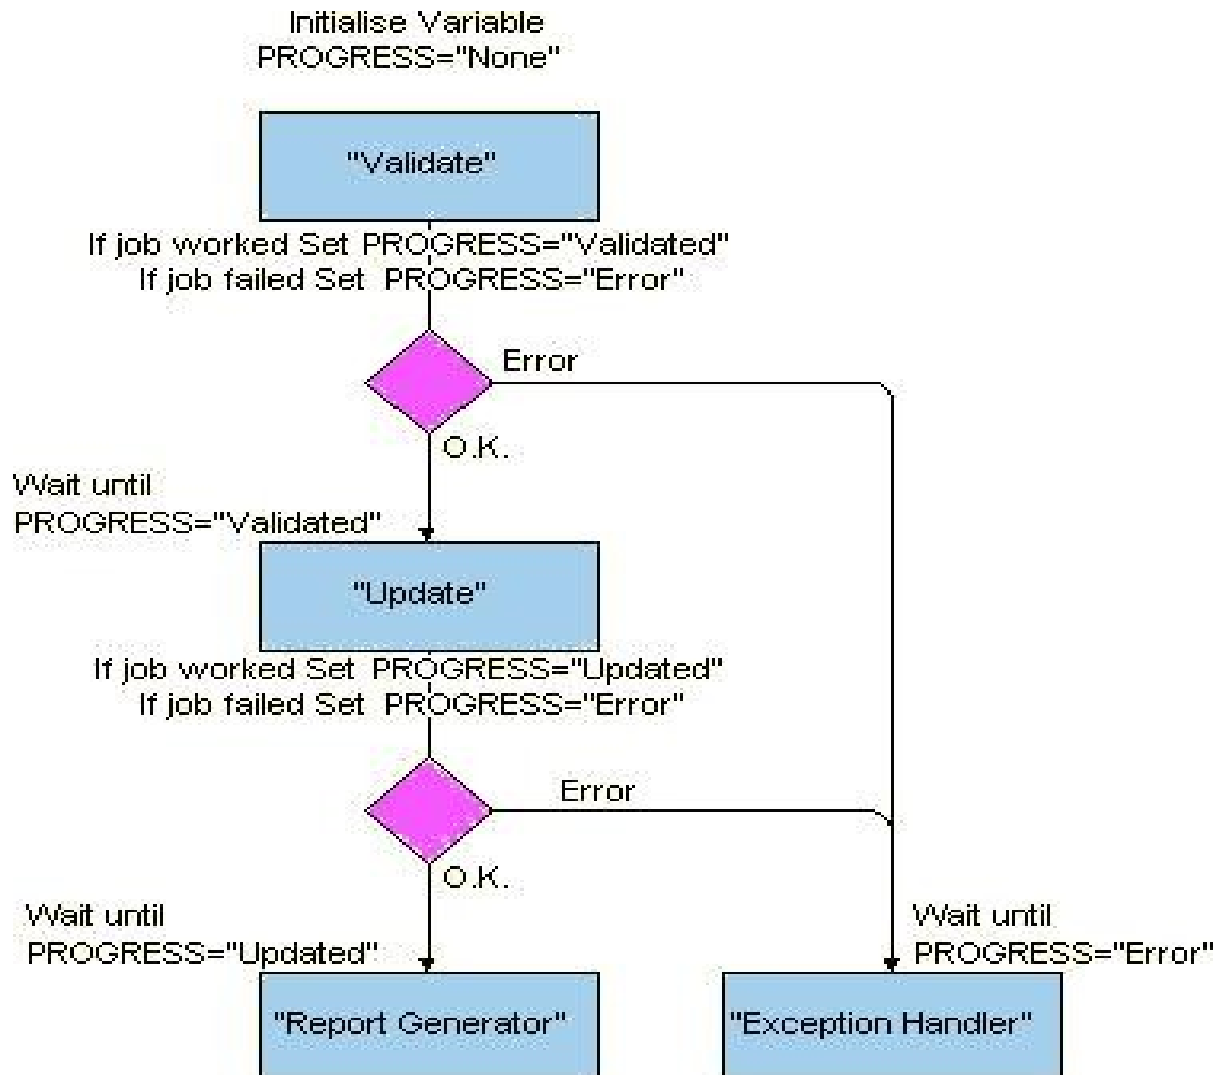 Initialise Variable
PROGRESS="None"
"Validate"
If job worked Set PROGRESS="Validated"
If job failed Set PROGRESS="Error"
Error
O.K.
Wait until
PROGRESS="Validated"
"Update"
If job worked Set PROGRESS="Updated"
If job failed Set PROGRESS="Error"
Error
O.K.
Wait until
PROGRESS="Updated"
Wait until
PROGRESS="Error"
"Report Generator"
"Exception Handler"